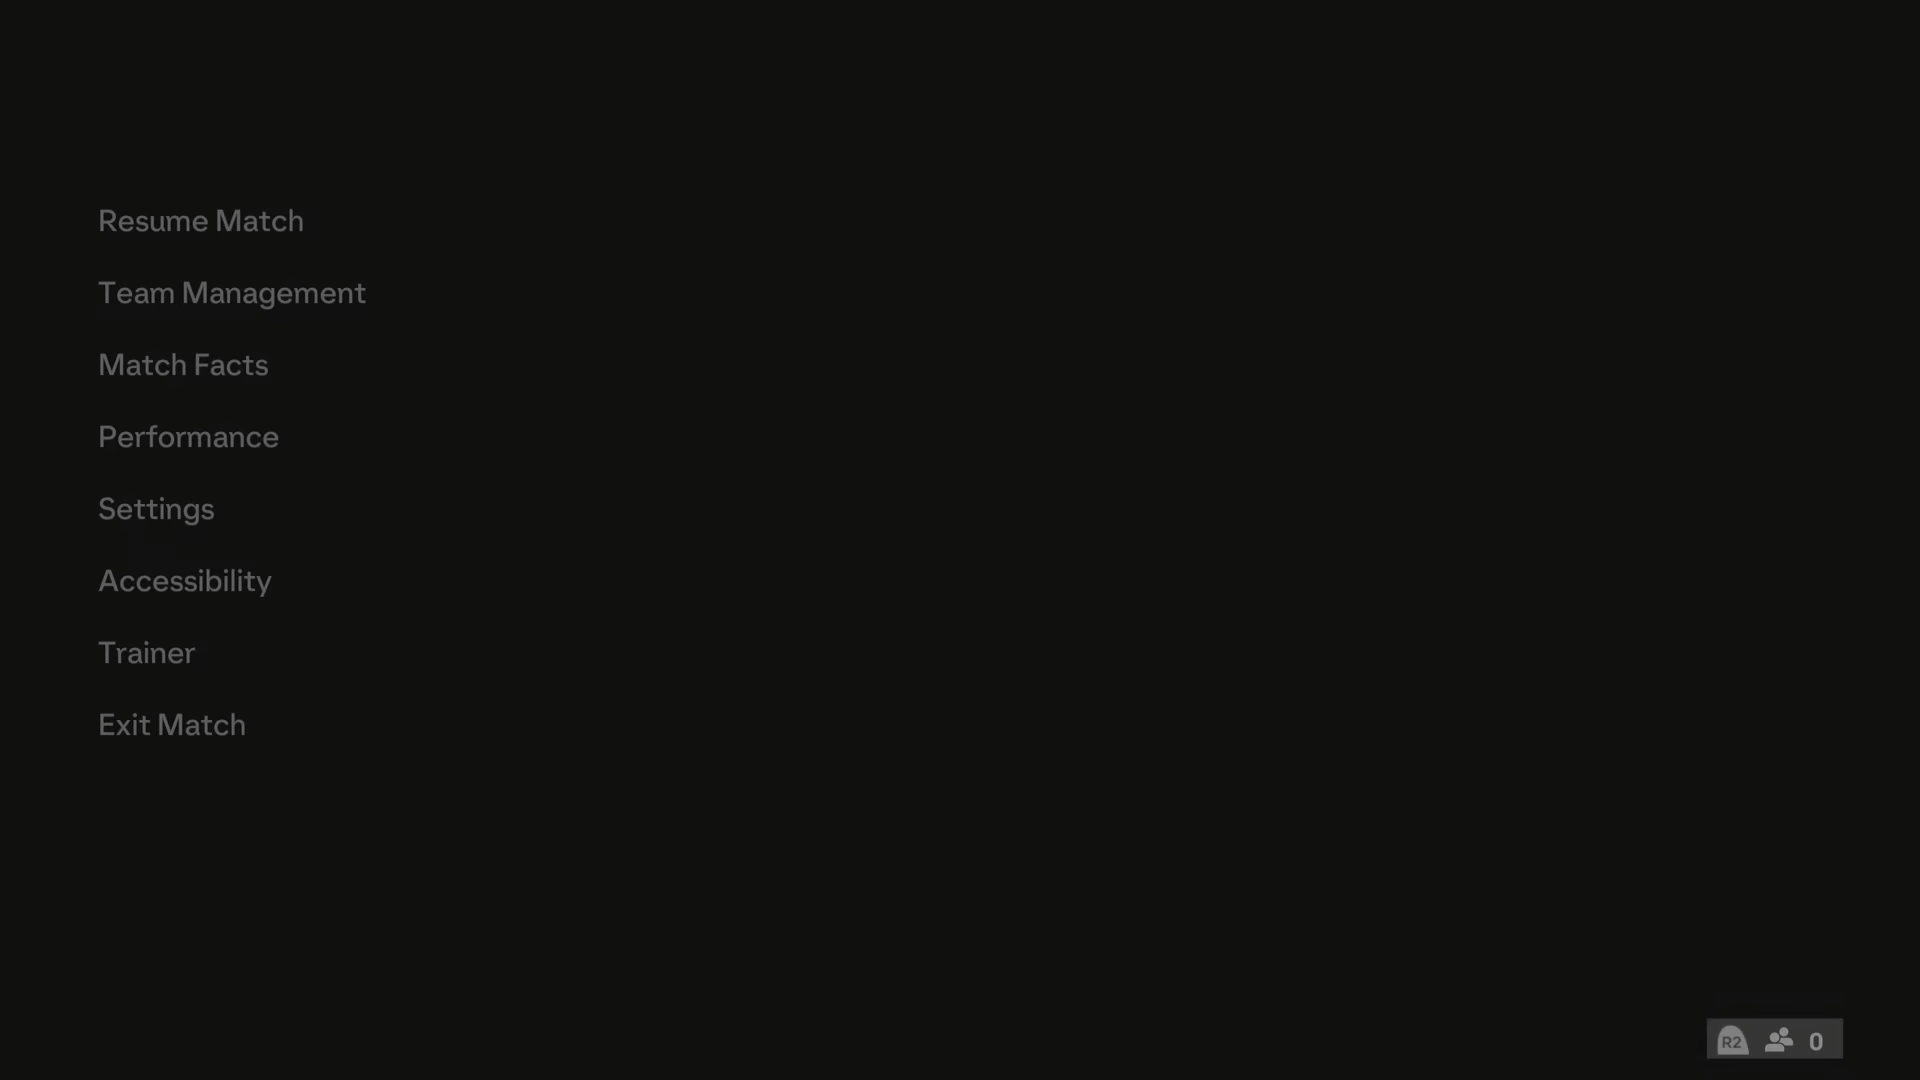 Resume Match
Team Management
Match Facts
Performance
Settings
Accessibility
Trainer
Exit Match
R2 0